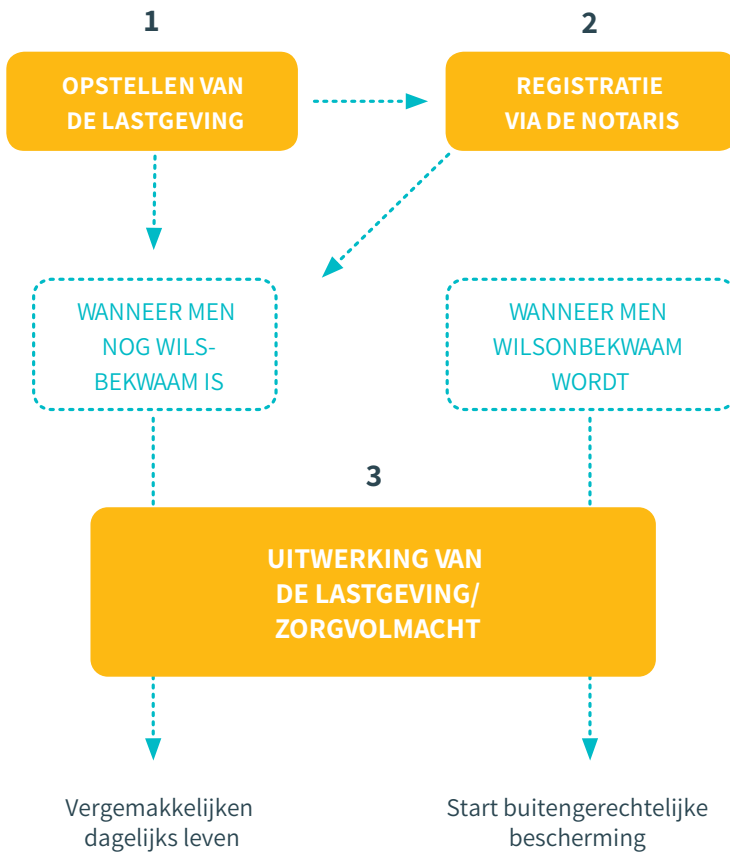 1
OPSTELLEN VAN
DE LASTGEVING
2
REGISTRATIE
VIA DE NOTARIS
WANNEER MEN
NOG WILS-
BEKWAAM IS
WANNEER MEN
WILSONBEKWAAM
WORDT
3
UITWERKING VAN
DE LASTGEVING/
ZORGVOLMACHT
Vergemakkelijken
dagelijks leven
Start buitengerechtelijke
bescherming